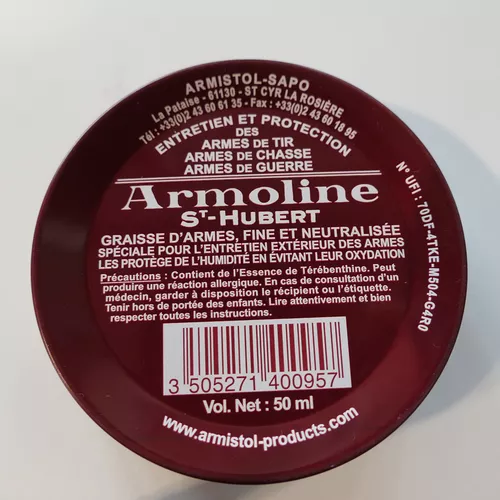 ARMISTOL-SAPO
La Pataise - 61130 - ST CYR LA ROSIÈRE
Tél : +33(0)2 43 60 61 35 - Fax : +33(0)2 43 60 18 95
ENTRETIEN ET PROTECTION
DES
ARMES DE TIR
ARMES DE CHASSE
ARMES DE GUERRE
Armoline
ST-HUBERT
GRAISSE D'ARMES, FINE ET NEUTRALISÉE
SPÉCIALE POUR L'ENTRETIEN EXTÉRIEUR DES ARMES
LES PROTÈGE DE L'HUMIDITÉ EN ÉVITANT LEUR OXYDATION
Précautions : Contient de l'Essence de Térébenthine. Peut
produire une réaction allergique. En cas de consultation d'un
médecin, garder à disposition le récipient ou l'étiquette.
Tenir hors de portée des enfants. Lire attentivement et bien
respecter toutes les instructions.
3 505271 400957
Vol. Net : 50 ml
www.armistol-products.com
N° UFI : 70DF-4TKE-M504-G4R0